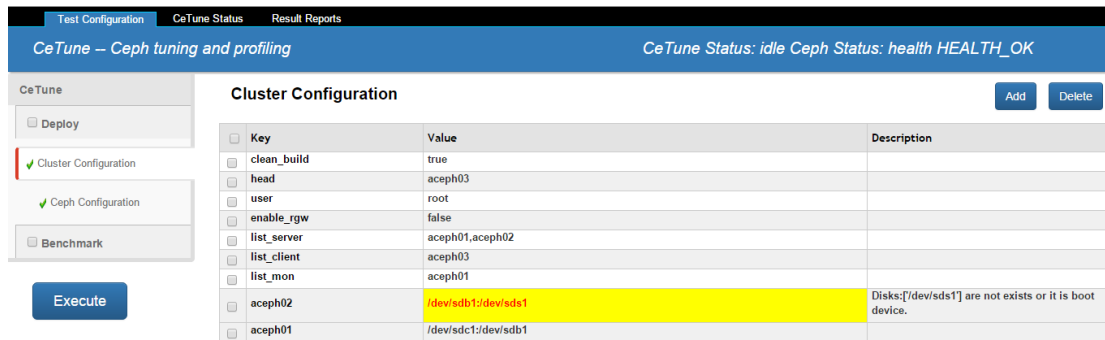 Test Configuration CeTune Status Result Reports
CeTune -- Ceph tuning and profiling CeTune Status: idle Ceph Status: health HEALTH_OK
CeTune
Deploy
Cluster Configuration
Ceph Configuration
Benchmark
Execute
Cluster Configuration Add Delete
Key Value Description
clean_build true
head aceph03
user root
enable_rgw false
list_server aceph01,aceph02
list_client aceph03
list_mon aceph01
aceph02 /dev/sdb1:/dev/sds1 Disks:['/dev/sds1'] are not exists or it is boot
device.
aceph01 /dev/sdc1:/dev/sdb1